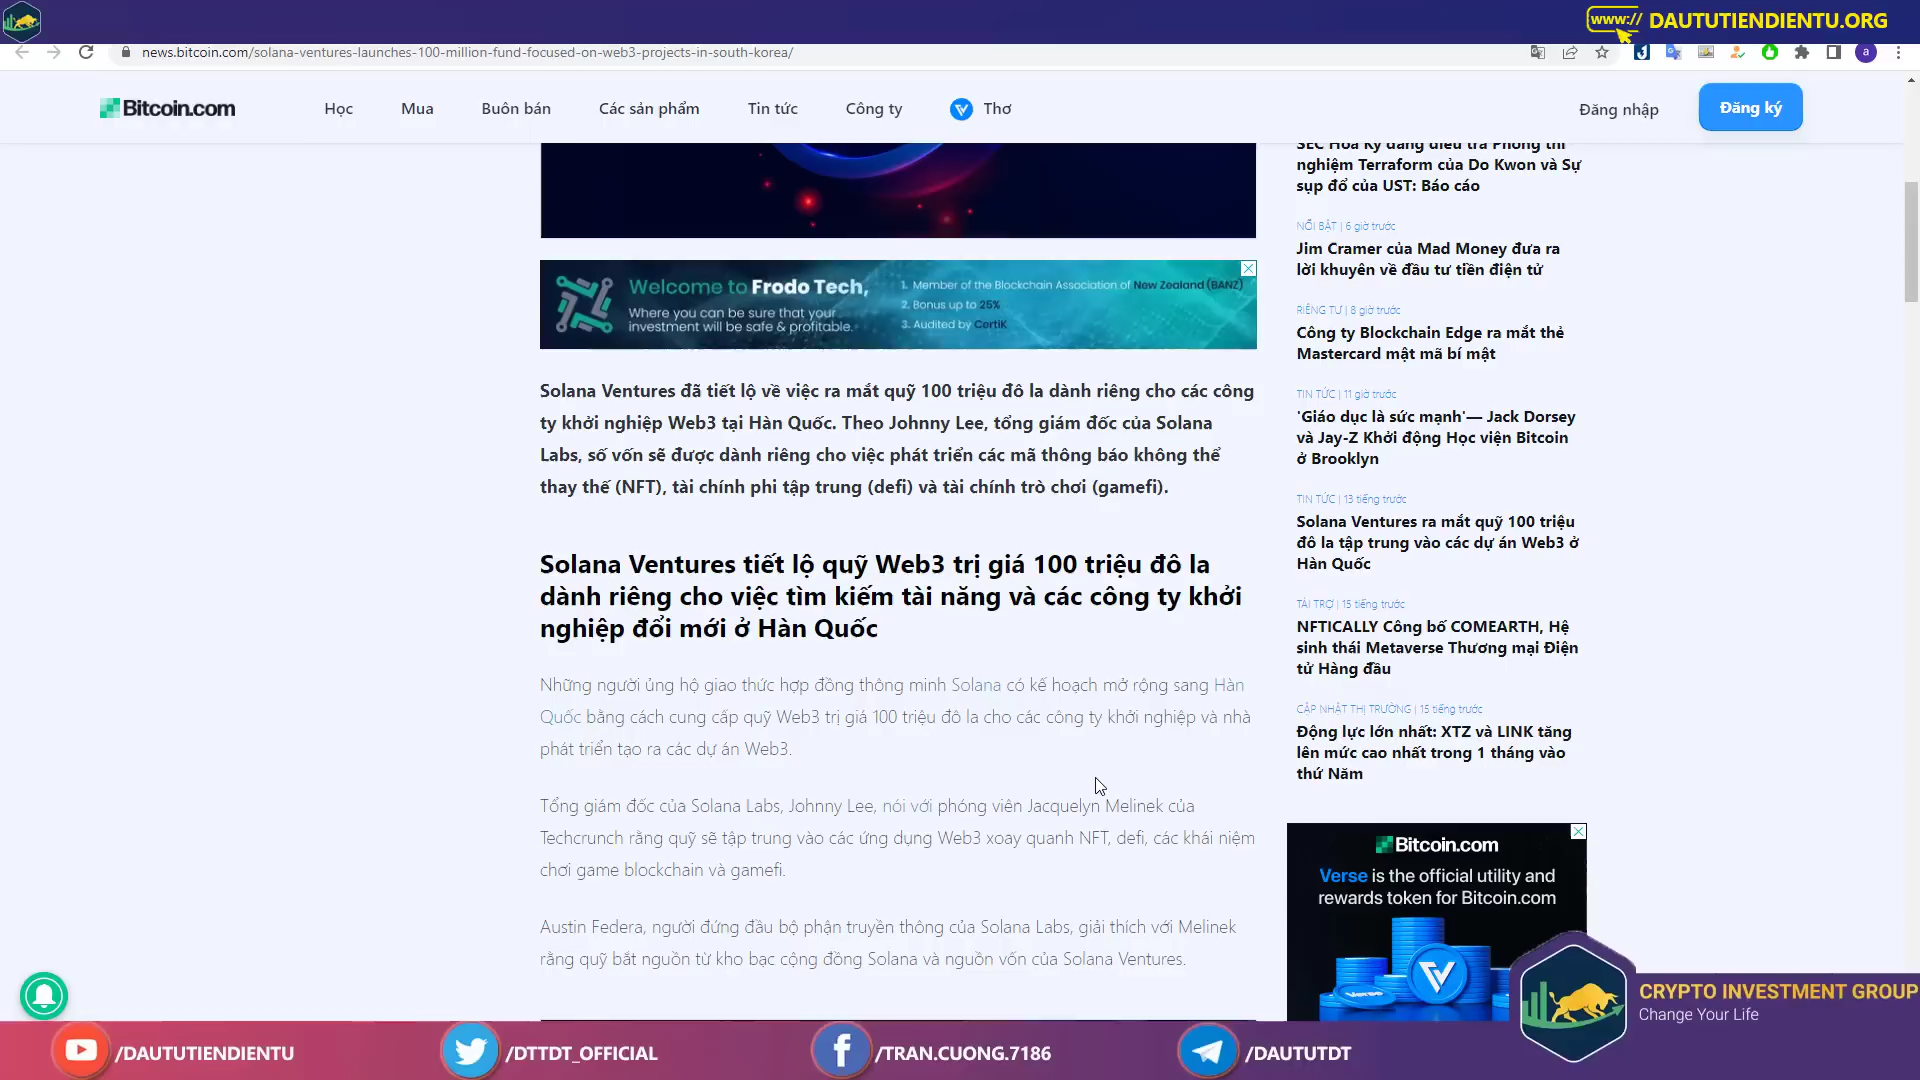 www:// DAUTUTIENDIENTU.ORG
news.bitcoin.com/solana-ventures-launches-100-million-fund-focused-on-web3-projects-in-south-korea/
a
Bitcoin.com
Học
Mua
Buôn bán
Các sản phẩm
Tin tức
Công ty
Thơ
Đăng nhập
Đăng ký
Welcome to Frodo Tech,
Where you can be sure that your
investment will be safe & profitable.
1. Member of the Blockchain Association of New Zealand (BANZ)
2. Bonus up to 25%
3. Audited by CertiK
Solana Ventures đã tiết lộ về việc ra mắt quỹ 100 triệu đô la dành riêng cho các công
ty khởi nghiệp Web3 tại Hàn Quốc. Theo Johnny Lee, tổng giám đốc của Solana
Labs, số vốn sẽ được dành riêng cho việc phát triển các mã thông báo không thể
thay thế (NFT), tài chính phi tập trung (defi) và tài chính trò chơi (gamefi).
Solana Ventures tiết lộ quỹ Web3 trị giá 100 triệu đô la
dành riêng cho việc tìm kiếm tài năng và các công ty khởi
nghiệp đổi mới ở Hàn Quốc
Những người ủng hộ giao thức hợp đồng thông minh Solana có kế hoạch mở rộng sang Hàn
Quốc bằng cách cung cấp quỹ Web3 trị giá 100 triệu đô la cho các công ty khởi nghiệp và nhà
phát triển tạo ra các dự án Web3.
Tổng giám đốc của Solana Labs, Johnny Lee, nói với phóng viên Jacquelyn Melinek của
Techcrunch rằng quỹ sẽ tập trung vào các ứng dụng Web3 xoay quanh NFT, defi, các khái niệm
chơi game blockchain và gamefi.
Austin Federa, người đứng đầu bộ phận truyền thông của Solana Labs, giải thích với Melinek
rằng quỹ bắt nguồn từ kho bạc cộng đồng Solana và nguồn vốn của Solana Ventures.
SEC Hoa Kỳ đang điều tra Phòng thí
nghiệm Terraform của Do Kwon và Sự
sụp đổ của UST: Báo cáo
NỔI BẬT | 6 giờ trước
Jim Cramer của Mad Money đưa ra
lời khuyên về đầu tư tiền điện tử
RIÊNG TƯ | 8 giờ trước
Công ty Blockchain Edge ra mắt thẻ
Mastercard mật mã bí mật
TIN TỨC | 11 giờ trước
'Giáo dục là sức mạnh'— Jack Dorsey
và Jay-Z Khởi động Học viện Bitcoin
ở Brooklyn
TIN TỨC | 13 tiếng trước
Solana Ventures ra mắt quỹ 100 triệu
đô la tập trung vào các dự án Web3 ở
Hàn Quốc
TÀI TRỢ | 15 tiếng trước
NFTICALLY Công bố COMEARTH, Hệ
sinh thái Metaverse Thương mại Điện
tử Hàng đầu
CẬP NHẬT THỊ TRƯỜNG | 15 tiếng trước
Động lực lớn nhất: XTZ và LINK tăng
lên mức cao nhất trong 1 tháng vào
thứ Năm
Bitcoin.com
Verse is the official utility and
rewards token for Bitcoin.com
Verse
CRYPTO INVESTMENT GROUP
Change Your Life
/DAUTUTIENDIENTU
/DTTDT_OFFICIAL
/TRAN.CUONG.7186
/DAUTUTDT